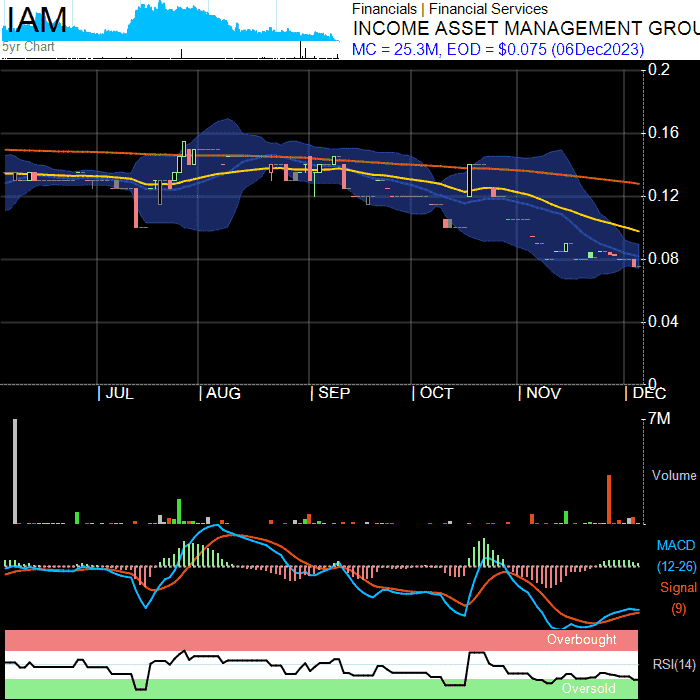 IAM
5yr Chart
Financials | Financial Services
INCOME ASSET MANAGEMENT GROU
MC = 25.3M, EOD = $0.075 (06Dec2023)
0.2
0.16
0.12
0.08
0.04
0
| JUL | AUG | SEP | OCT | NOV | DEC
7M
Volume
MACD
(12-26)
Signal
(9)
Overbought
RSI(14)
Oversold